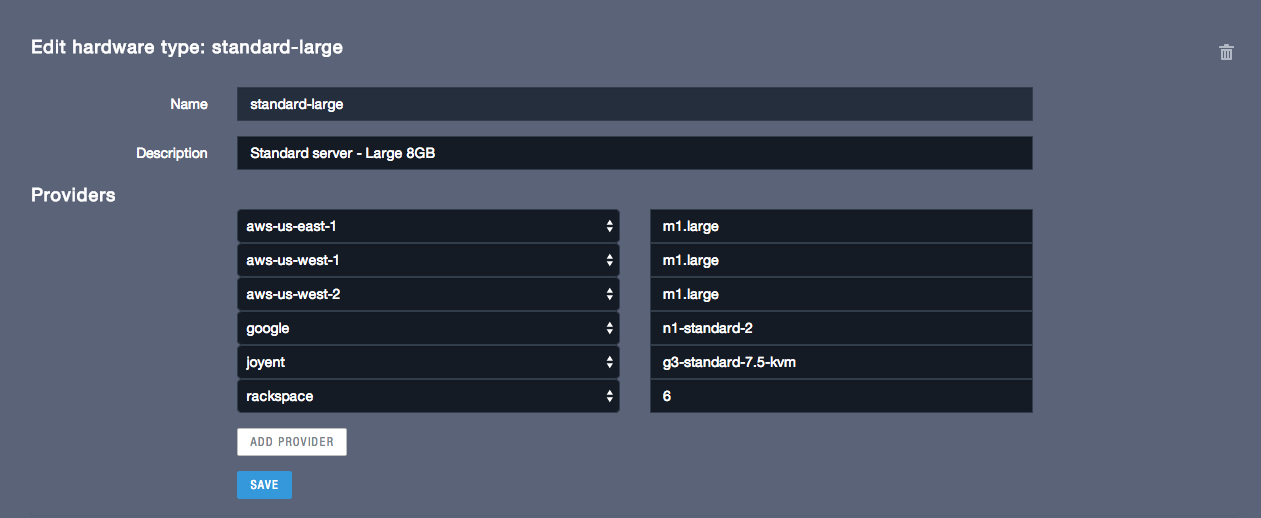 Edit hardware type: standard-large
Name standard-large
Description Standard server - Large 8GB
Providers
aws-us-east-1 m1.large
aws-us-west-1 m1.large
aws-us-west-2 m1.large
google n1-standard-2
joyent g3-standard-7.5-kvm
rackspace 6
ADD PROVIDER
SAVE